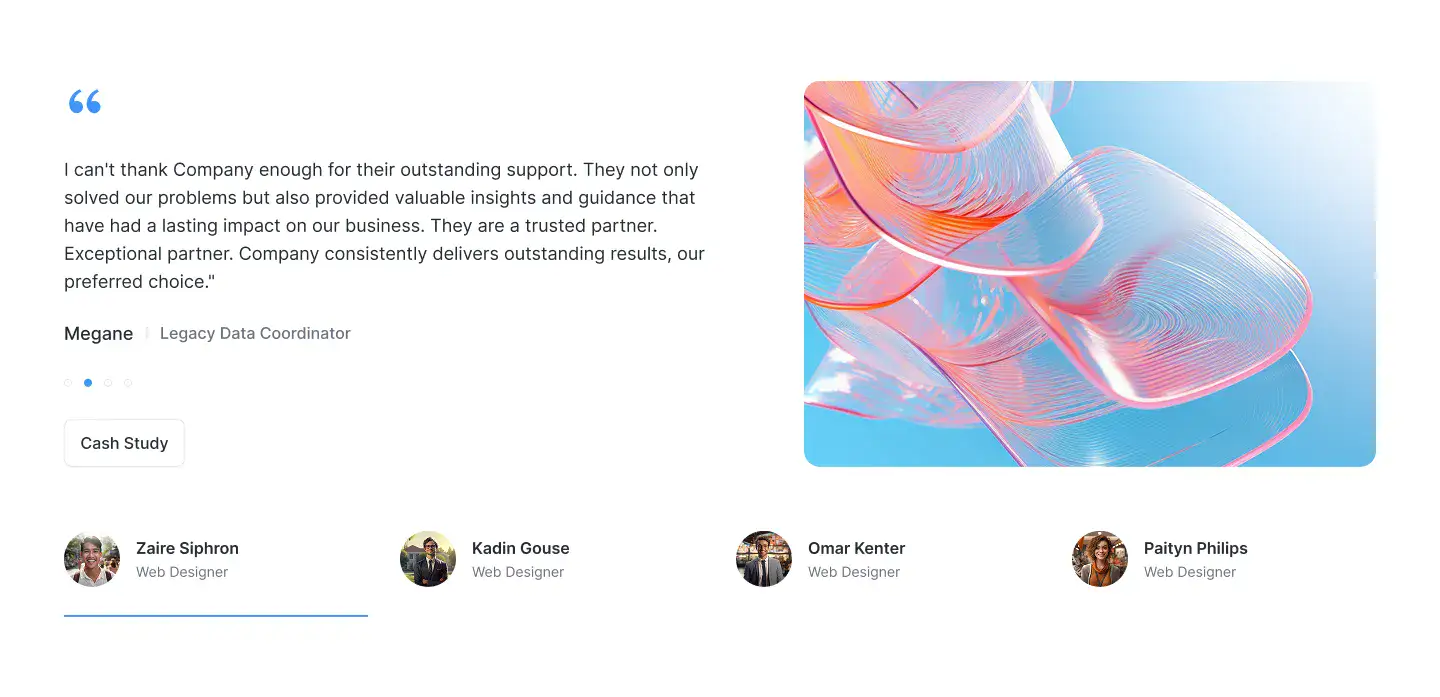 “
I can't thank Company enough for their outstanding support. They not only
solved our problems but also provided valuable insights and guidance that
have had a lasting impact on our business. They are a trusted partner.
Exceptional partner. Company consistently delivers outstanding results, our
preferred choice."
Megane | Legacy Data Coordinator
Cash Study
Zaire Siphron
Web Designer
Kadin Gouse
Web Designer
Omar Kenter
Web Designer
Paityn Philips
Web Designer